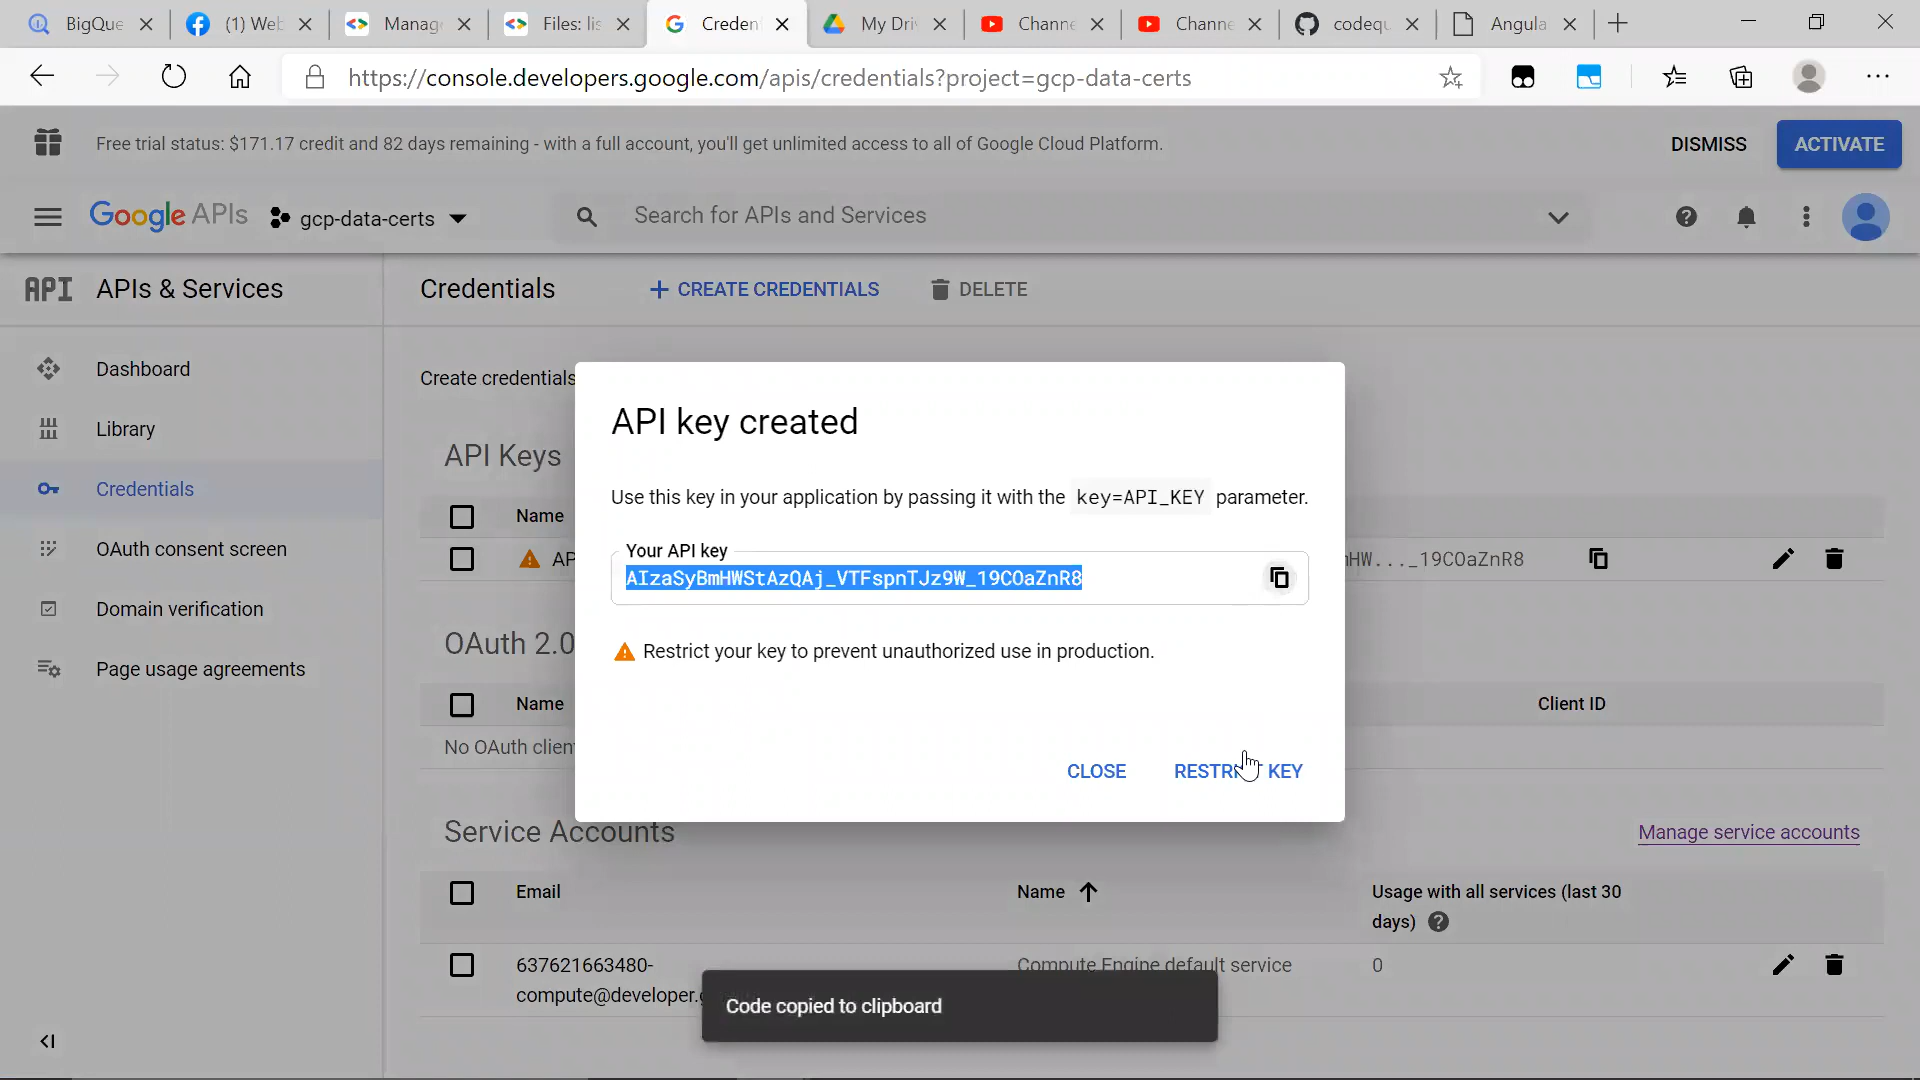 BigQue
(1) Web
Manag
Files: lis
Creden
My Dri
Channe
Channe
codeq
Angula
https://console.developers.google.com/apis/credentials?project=gcp-data-certs
Free trial status: $171.17 credit and 82 days remaining - with a full account, you'll get unlimited access to all of Google Cloud Platform.
DISMISS
ACTIVATE
Google APIs
gcp-data-certs
Search for APIs and Services
API APIs & Services
Credentials
+ CREATE CREDENTIALS
DELETE
Dashboard
Library
Credentials
OAuth consent screen
Domain verification
Page usage agreements
Create credentials
API Keys
Name
AP
HW..._19COaZnR8
OAuth 2.0
Name
Client ID
No OAuth clien
API key created
Use this key in your application by passing it with the key=API_KEY parameter.
Your API key
AIzaSyBmHWStAzQAj_VTFspnTJz9W_19COaZnR8
Restrict your key to prevent unauthorized use in production.
CLOSE
RESTRI KEY
Service Accounts
Manage service accounts
Email
Name
Usage with all services (last 30
days)
637621663480-
compute@developer.g
Compute Engine default service
0
Code copied to clipboard